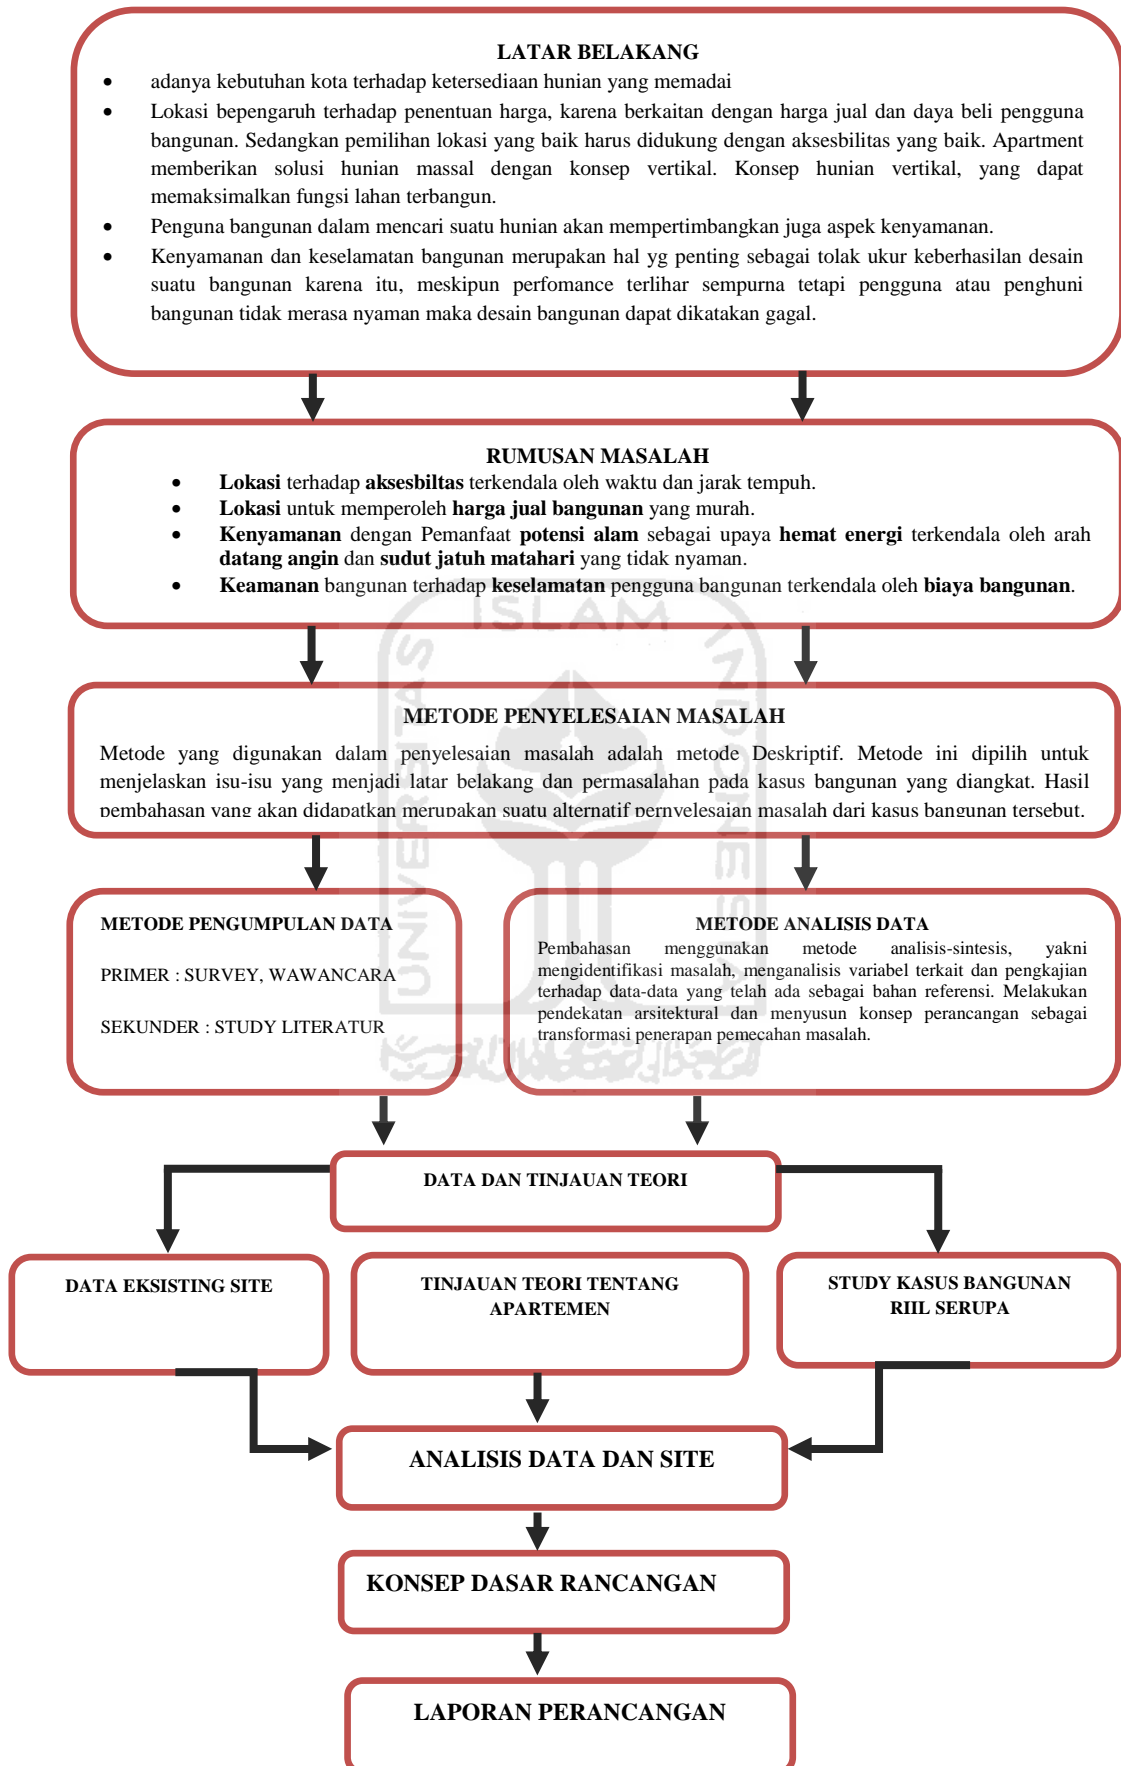 LATAR BELAKANG
• adanya kebutuhan kota terhadap ketersediaan hunian yang memadai
• Lokasi bepengaruh terhadap penentuan harga, karena berkaitan dengan harga jual dan daya beli pengguna
bangunan. Sedangkan pemilihan lokasi yang baik harus didukung dengan aksesbilitas yang baik. Apartment
memberikan solusi hunian massal dengan konsep vertikal. Konsep hunian vertikal, yang dapat
memaksimalkan fungsi lahan terbangun.
• Penguna bangunan dalam mencari suatu hunian akan mempertimbangkan juga aspek kenyamanan.
• Kenyamanan dan keselamatan bangunan merupakan hal yg penting sebagai tolak ukur keberhasilan desain
suatu bangunan karena itu, meskipun perfomance terlihar sempurna tetapi pengguna atau penghuni
bangunan tidak merasa nyaman maka desain bangunan dapat dikatakan gagal.
RUMUSAN MASALAH
• Lokasi terhadap aksesbiltas terkendala oleh waktu dan jarak tempuh.
• Lokasi untuk memperoleh harga jual bangunan yang murah.
• Kenyamanan dengan Pemanfaat potensi alam sebagai upaya hemat energi terkendala oleh arah
datang angin dan sudut jatuh matahari yang tidak nyaman.
• Keamanan bangunan terhadap keselamatan pengguna bangunan terkendala oleh biaya bangunan.
METODE PENYELESAIAN MASALAH
Metode yang digunakan dalam penyelesaian masalah adalah metode Deskriptif. Metode ini dipilih untuk
menjelaskan isu-isu yang menjadi latar belakang dan permasalahan pada kasus bangunan yang diangkat. Hasil
pembahasan yang akan didapatkan merupakan suatu alternatif pernyelesaian masalah dari kasus bangunan tersebut.
METODE PENGUMPULAN DATA
PRIMER : SURVEY, WAWANCARA
SEKUNDER : STUDY LITERATUR
METODE ANALISIS DATA
Pembahasan menggunakan metode analisis-sintesis, yakni
mengidentifikasi masalah, menganalisis variabel terkait dan pengkajian
terhadap data-data yang telah ada sebagai bahan referensi. Melakukan
pendekatan arsitektural dan menyusun konsep perancangan sebagai
transformasi penerapan pemecahan masalah.
DATA DAN TINJAUAN TEORI
DATA EKSISTING SITE
TINJAUAN TEORI TENTANG
APARTEMEN
STUDY KASUS BANGUNAN
RIIL SERUPA
ANALISIS DATA DAN SITE
KONSEP DASAR RANCANGAN
LAPORAN PERANCANGAN
UNIVERSITAS
ISLAM
INDONESIA